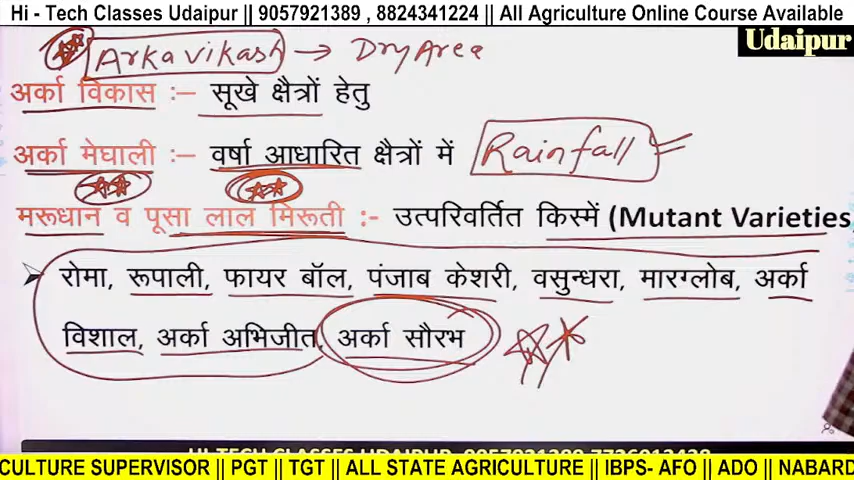 Hi - Tech Classes Udaipur || 9057921389 , 8824341224 || All Agriculture Online Course Available
Udaipur
Arka vikash → Dry Area
अर्का विकास :– सूखे क्षैत्रों हेतु
अर्का मेघाली :– वर्षा आधारित क्षैत्रों में Rainfall
मरूधान व पूसा लाल मिरूती :- उत्परिवर्तित किस्में (Mutant Varieties
रोमा, रूपाली, फायर बॉल, पंजाब केशरी, वसुन्धरा, मारग्लोब, अर्का
विशाल, अर्का अभिजीत, अर्का सौरभ
CULTURE SUPERVISOR || PGT || TGT || ALL STATE AGRICULTURE || IBPS- AFO || ADO || NABARD